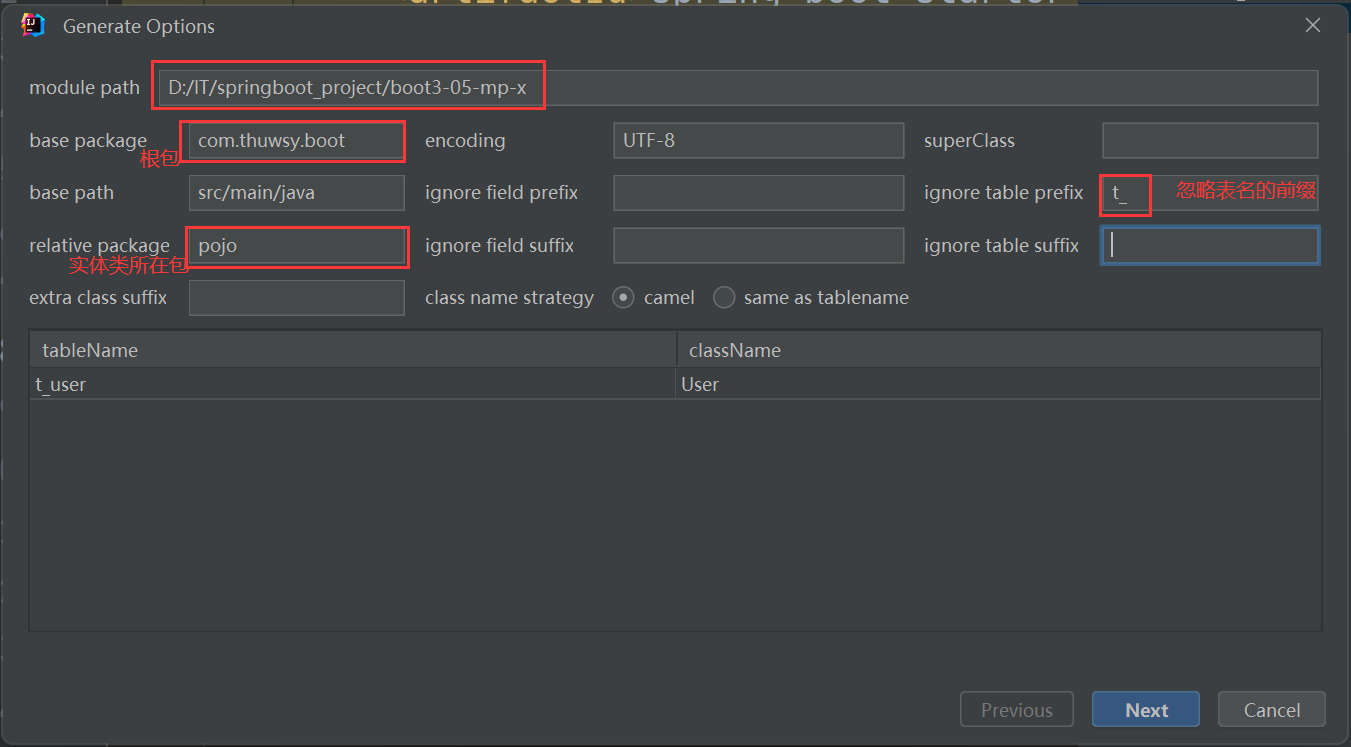 Generate Options
module path D:/IT/springboot_project/boot3-05-mp-x
base package com.thuwsy.boot encoding UTF-8 superClass
根包
base path src/main/java ignore field prefix ignore table prefix t_ 忽略表名的前缀
relative package pojo ignore field suffix ignore table suffix
实体类所在包
extra class suffix class name strategy camel same as tablename
tableName className
t_user User
Previous Next Cancel